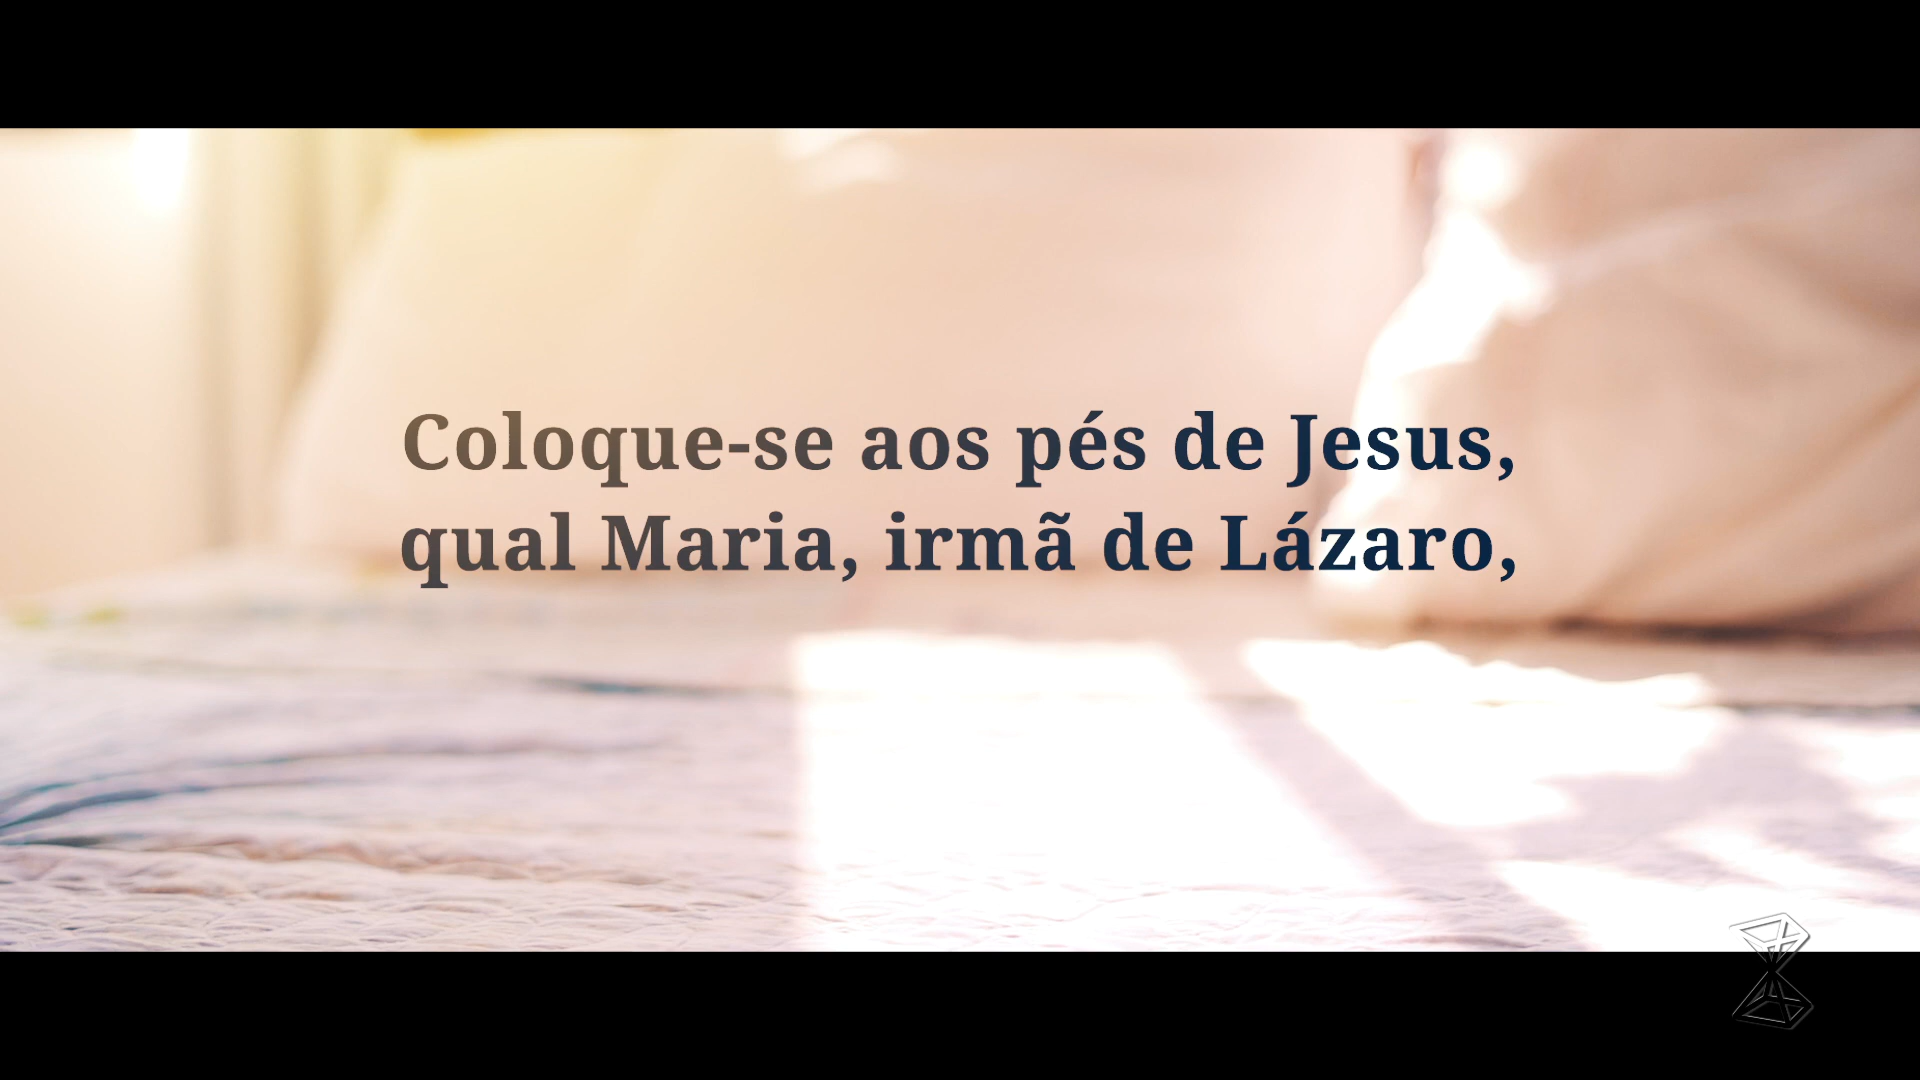 Coloque-se aos pés de Jesus,
qual Maria, irmã de Lázaro,